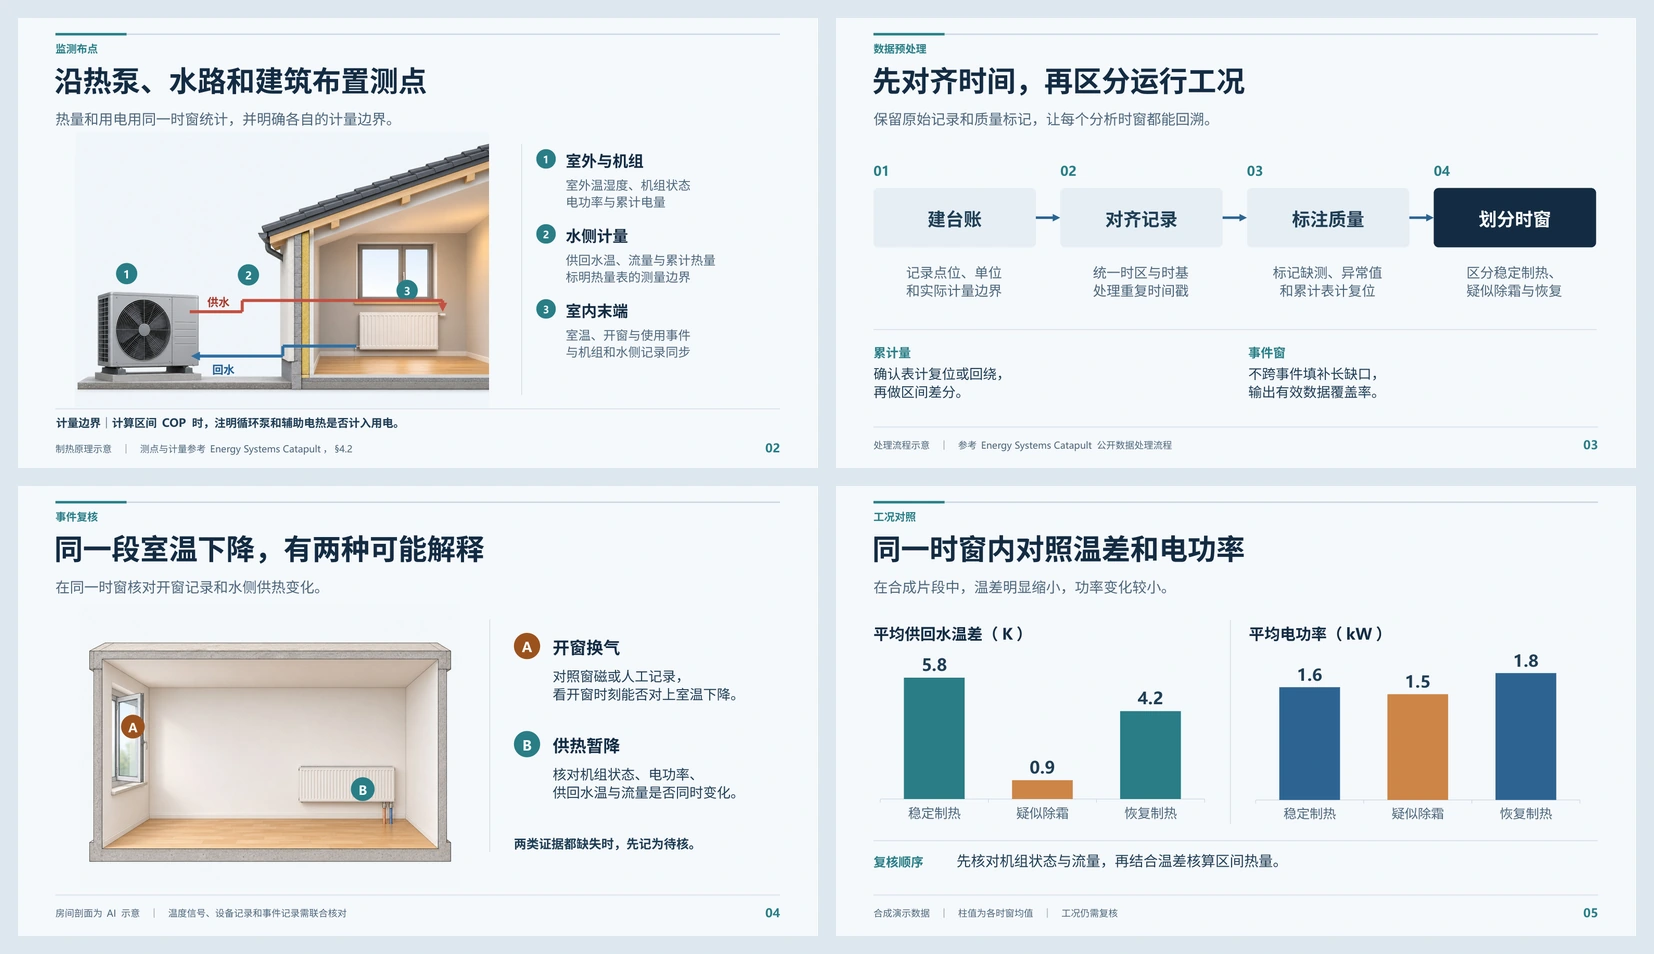 监测布点
沿热泵、水路和建筑布置测点
热量和用电用同一时窗统计，并明确各自的计量边界。
1
2
3
供水
回水
1 室外与机组
室外温湿度、机组状态
电功率与累计电量
2 水侧计量
供回水温、流量与累计热量
标明热量表的测量边界
3 室内末端
室温、开窗与使用事件
与机组和水侧记录同步
计量边界｜计算区间 COP 时，注明循环泵和辅助电热是否计入用电。
制热原理示意 ｜ 测点与计量参考 Energy Systems Catapult， §4.2
02
数据预处理
先对齐时间，再区分运行工况
保留原始记录和质量标记，让每个分析时窗都能回溯。
01
02
03
04
建台账
对齐记录
标注质量
划分时窗
记录点位、单位
和实际计量边界
统一时区与时基
处理重复时间戳
标记缺测、异常值
和累计表计复位
区分稳定制热、
疑似除霜与恢复
累计量
确认表计复位或回绕，
再做区间差分。
事件窗
不跨事件填补长缺口，
输出有效数据覆盖率。
处理流程示意 ｜ 参考 Energy Systems Catapult 公开数据处理流程
03
事件复核
同一段室温下降，有两种可能解释
在同一时窗核对开窗记录和水侧供热变化。
A
B
A 开窗换气
对照窗磁或人工记录，
看开窗时刻能否对上室温下降。
B 供热暂降
核对机组状态、电功率、
供回水温与流量是否同时变化。
两类证据都缺失时，先记为待核。
房间剖面为 AI 示意 ｜ 温度信号、设备记录和事件记录需联合核对
04
工况对照
同一时窗内对照温差和电功率
在合成片段中，温差明显缩小，功率变化较小。
平均供回水温差（K）
5.8
0.9
4.2
稳定制热
疑似除霜
恢复制热
平均电功率（kW）
1.6
1.5
1.8
稳定制热
疑似除霜
恢复制热
复核顺序 先核对机组状态与流量，再结合温差核算区间热量。
合成演示数据 ｜ 柱值为各时窗均值 ｜ 工况仍需复核
05